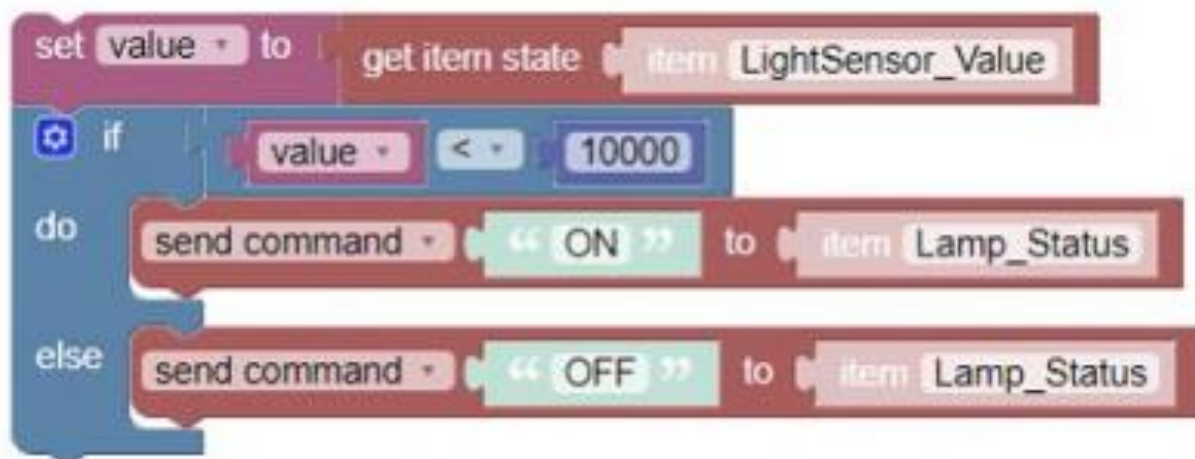 set value to get item state item LightSensor_Value
if value < 10000
do send command “ ON ” to item Lamp_Status
else send command “ OFF ” to item Lamp_Status